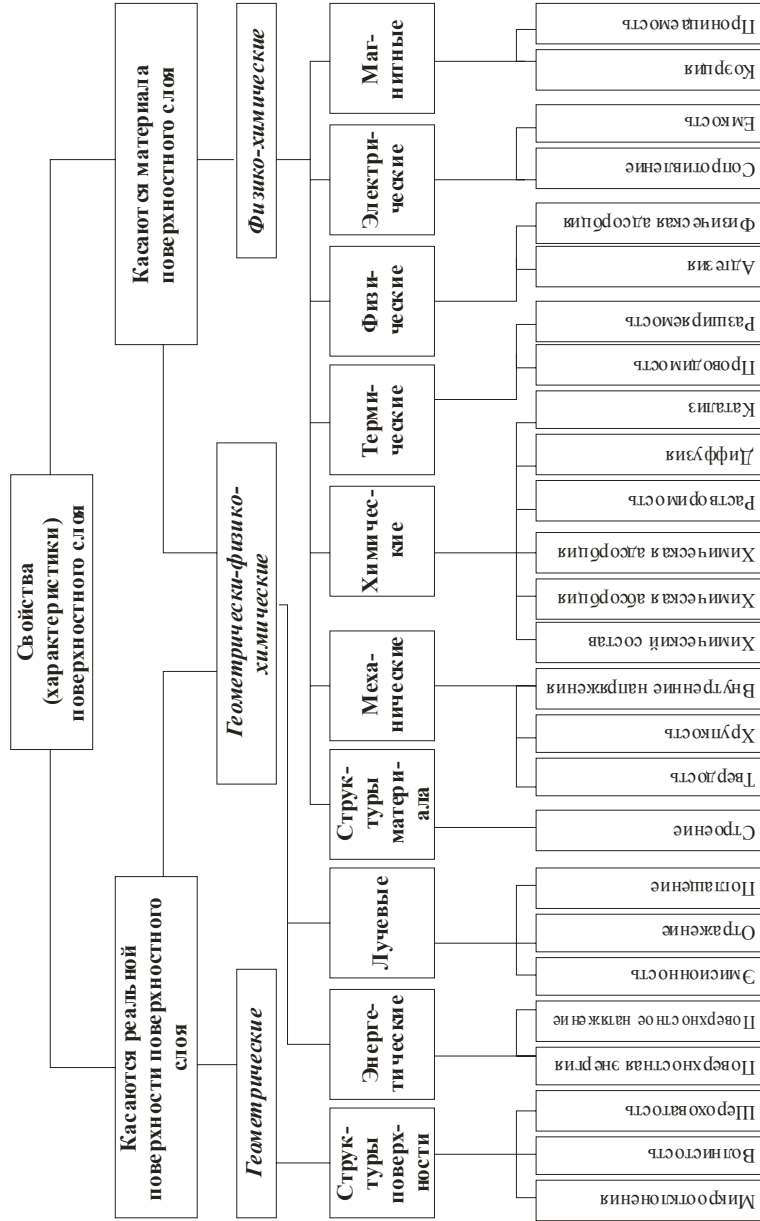 Свойства
(характеристики)
поверхностного слоя
Касаются реальной
поверхности поверхностного
слоя
Касаются материала
поверхностного слоя
Геометрические
Геометрически-физико-
химические
Физико-химические
Струк-
туры
поверх-
ности
Энерге-
тические
Лучевые
Струк-
туры
матери-
ала
Меха-
нические
Химичес-
кие
Терми-
ческие
Физи-
ческие
Электри-
ческие
Маг-
нитные
Микроотклонения
Волнистость
Шероховатость
Поверхностная энергия
Поверхностное натяжение
Эмисионность
Отражение
Поглащение
Строение
Твердость
Хрупкость
Внутренние напряжения
Химический состав
Химическая абсорбция
Химическая адсорбция
Растворимость
Диффузия
Катализ
Проводимость
Разширяемость
Адгезия
Физическая адсорбция
Сопротивление
Емкость
Коэрция
Проницаемость